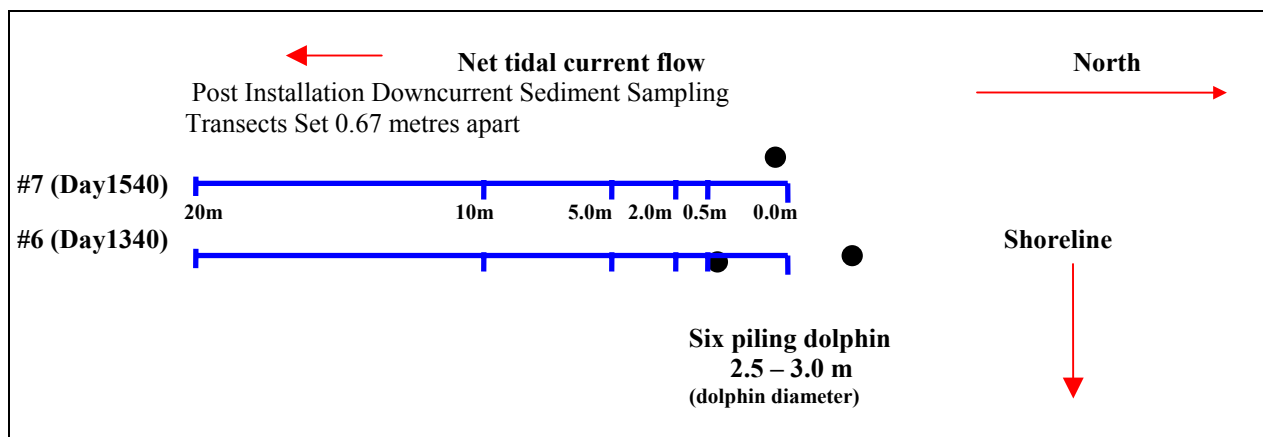 Net tidal current flow
North
Post Installation Downcurrent Sediment Sampling
Transects Set 0.67 metres apart
#7 (Day1540)
20m 10m 5.0m 2.0m 0.5m 0.0m
#6 (Day1340)
Shoreline
Six piling dolphin
2.5 – 3.0 m
(dolphin diameter)